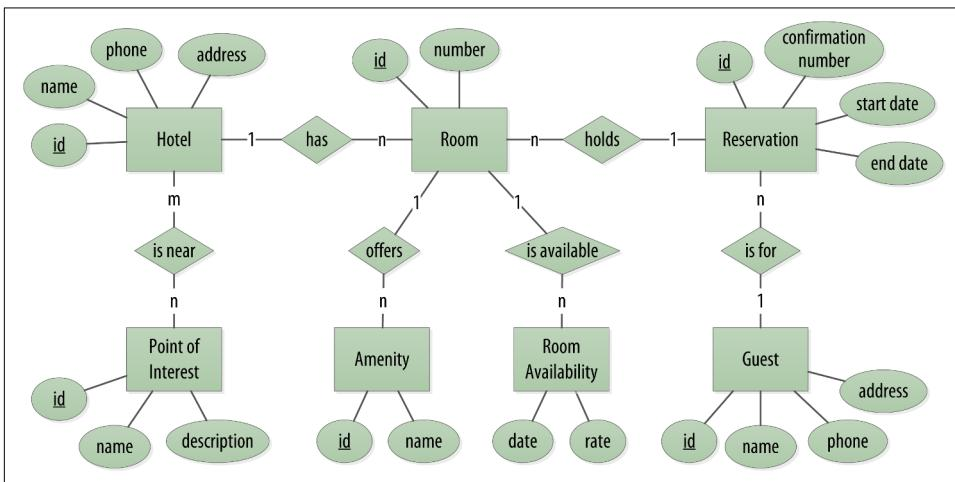 phone
address
name
id
Hotel
1
has
n
id
number
Room
n
holds
1
id
confirmation
number
start date
end date
Reservation
m
is near
n
Point of
Interest
id
name
description
1
offers
n
Amenity
id
name
1
is available
n
Room
Availability
date
rate
n
is for
1
Guest
address
id
name
phone